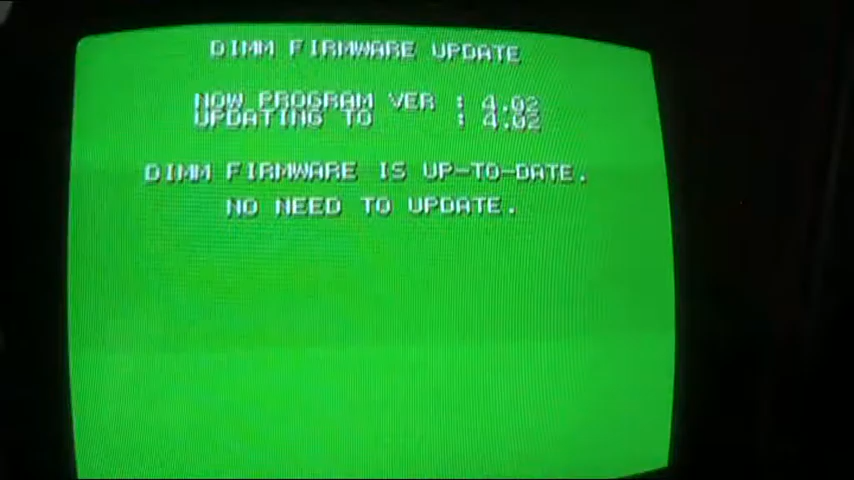 DIMM FIRMWARE UPDATE
NOW PROGRAM VER : 4.02
UPDATING TO : 4.02
DIMM FIRMWARE IS UP-TO-DATE.
NO NEED TO UPDATE.